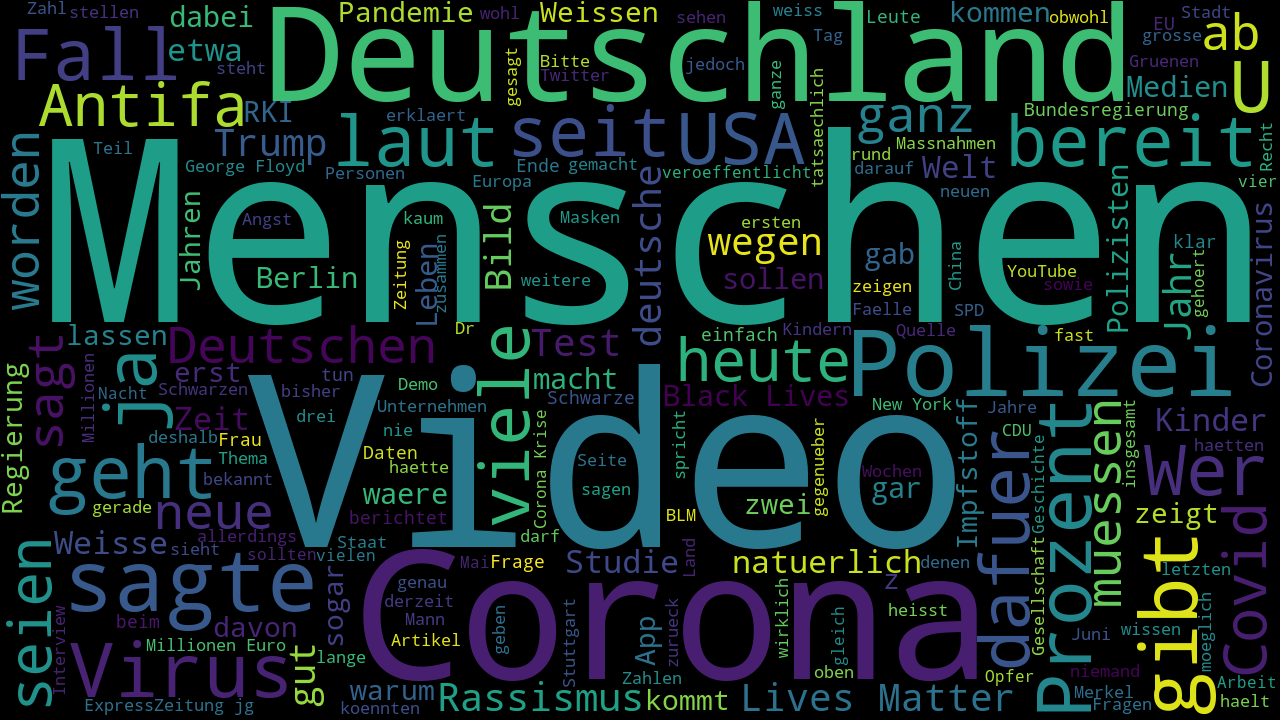 Zahl stellen dabei Pandemie wohl Weissen sehen weiss Leute kommen obwohl EU Stadt
Fall etwa steht Deutschland gesagt Bitte Twitter jedoch ganze Tag grosse Gruenen ab U
Antifa RKI erklaert laut seit USA tatsaechlich ganz Medien Bundesregierung bereit
worden Teil Trump George Floyd Personen Ende gemacht Europa veroeffentlicht rund Massnahmen darauf Welt neuen Recht vier
Menschen
Jahren Angst Berlin kaum Zeitung Leben zusammen Bild Masken weitere deutsche ersten wegen sollen gab zeigen Faelle China SPD YouTube sowie Polizisten Jahr klar gehoert Coronavirus
lassen Deutschen Dr Test einfach Kindern Quelle fast
Regierung sagt Millionen ja erst Schwarzen Nacht Zeit bisher tun drei Demo Unternehmen viele macht Schwarze heute Black Lives Polizei New York Jahre CDU Kinder
geht deshalb Frau Thema bekannt gerade neue Video nie Daten haette waere berichtet Corona Krise Seite sagen spricht BLM zwei gegenueber Wochen gar Impfstoff dafuer Geschichte Prozent muessen insgesamt Wer haetten zeigt
seien Weisse sieht allerdings sollten vielen Staat darf Mai Frage Studie Land natuerlich denen letzten
sagte sogar genau derzeit Mann Artikel Corona geben Stuttgart App zurueck wirklich gleich z heisst Gesellschaft Juni wissen gibt moeglich Covid
Interview beim davon Virus Millionen Euro gut lange Zahlen oben Opfer niemand Arbeit
ExpressZeitung jg warum koennten Rassismus kommt Lives Matter Merkel Fragen haelt